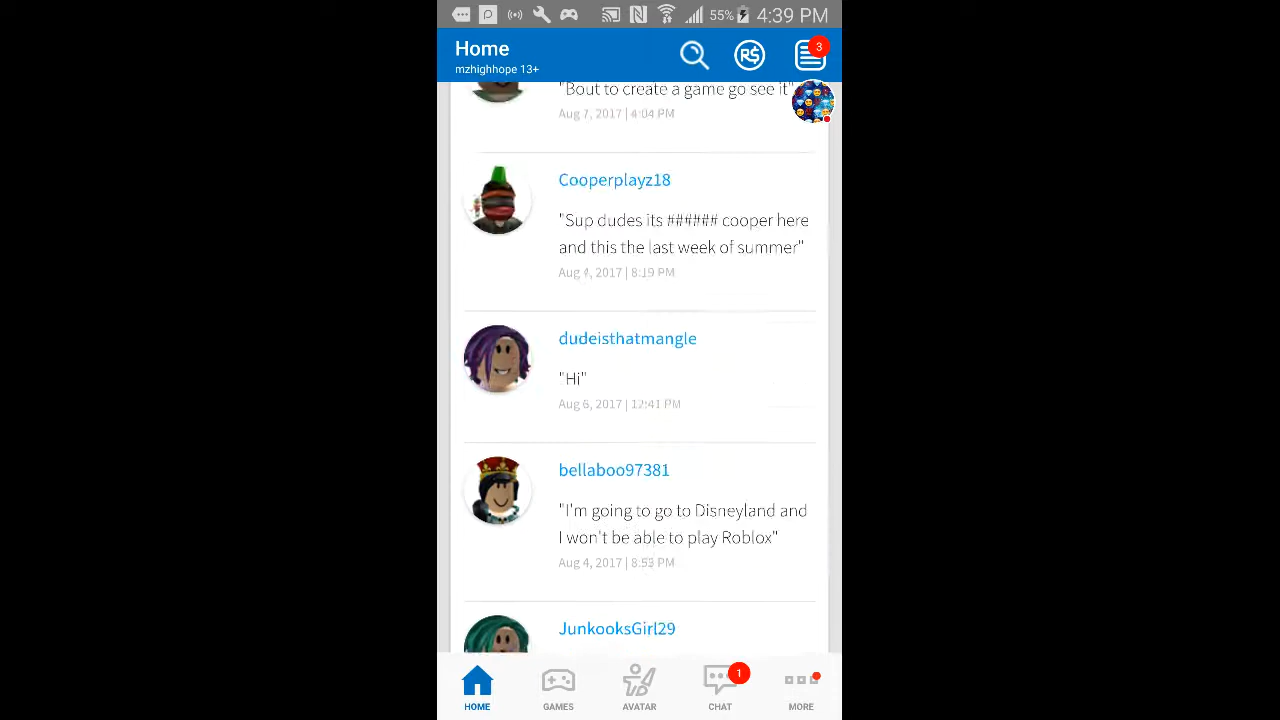 55% 4:39 PM
Home
mzhighhope 13+
R$
3
"Bout to create a game go see it"
Aug 7, 2017 | 4:04 PM
Cooperplayz18
"Sup dudes its ###### cooper here
and this the last week of summer"
Aug 4, 2017 | 8:19 PM
dudeisthatmangle
"Hi"
Aug 6, 2017 | 12:41 PM
bellaboo97381
"I'm going to go to Disneyland and
I won't be able to play Roblox"
Aug 4, 2017 | 8:53 PM
JunkooksGirl29
1
HOME GAMES AVATAR CHAT MORE